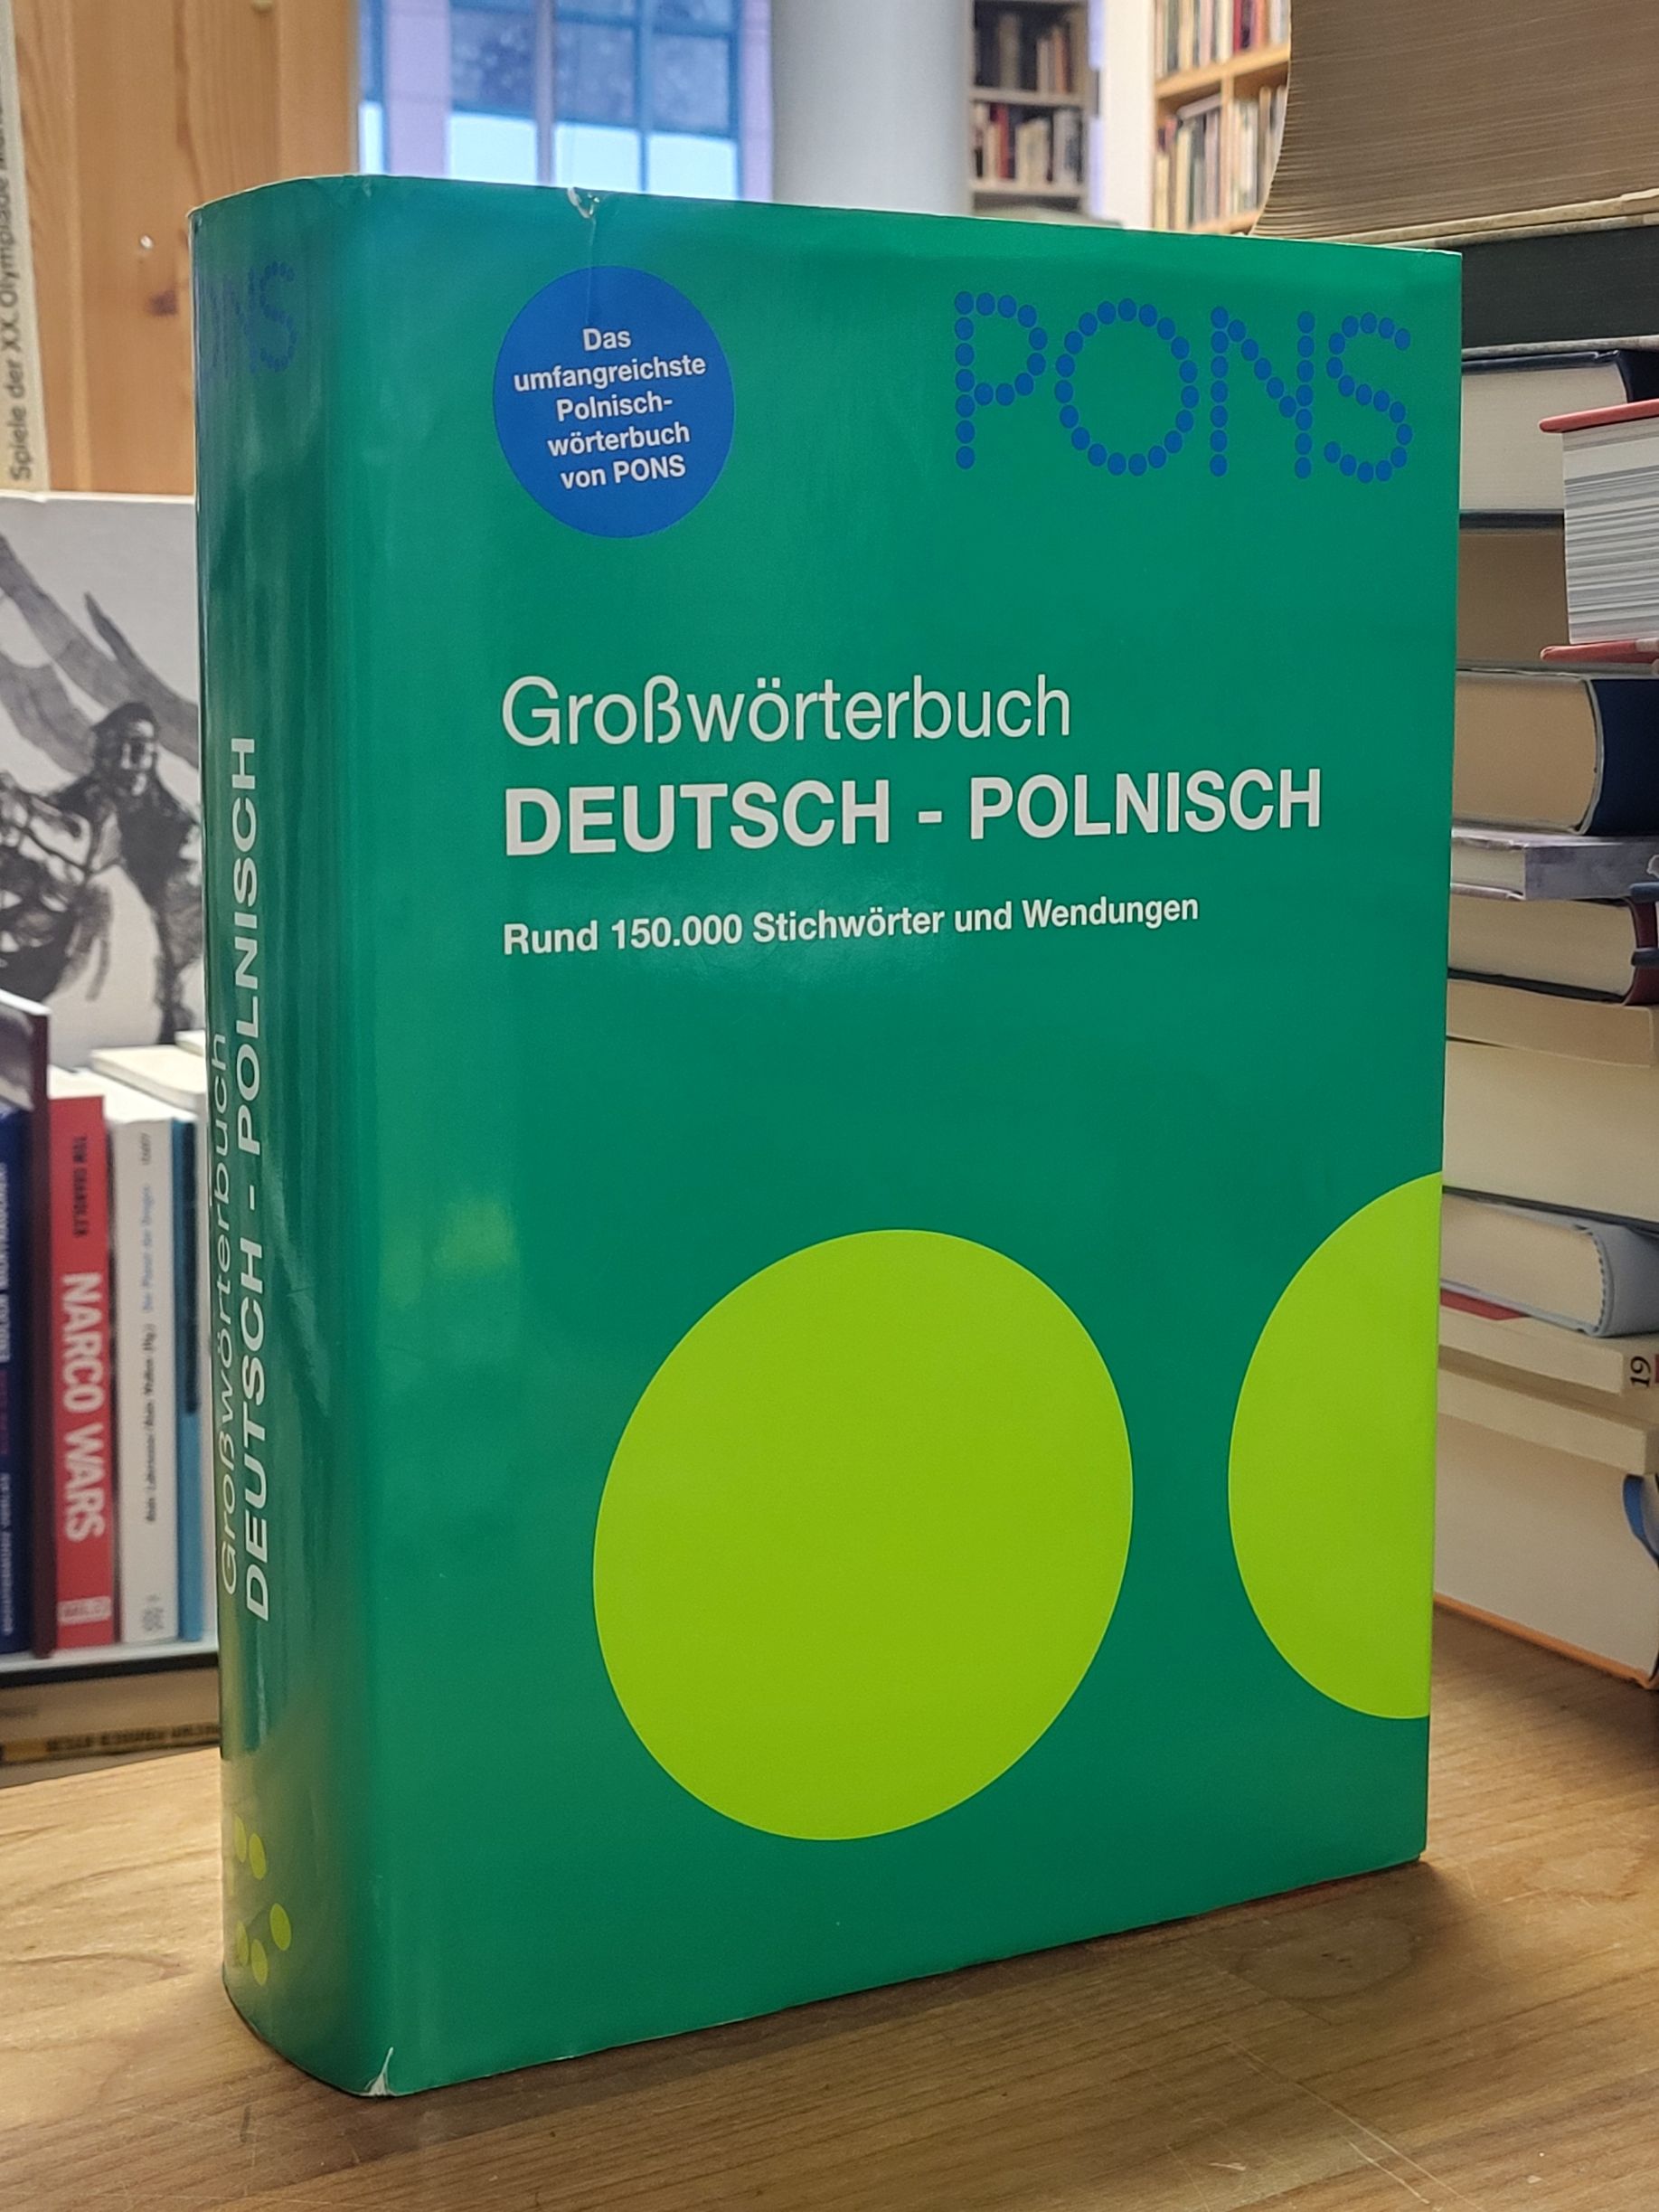 PONS
Das
umfangreichste
Polnisch-
wörterbuch
von PONS
Großwörterbuch
DEUTSCH - POLNISCH
Rund 150.000 Stichwörter und Wendungen
Großwörterbuch
DEUTSCH - POLNISCH
Spiele der XX. Olympiade
NARCO WARS
19